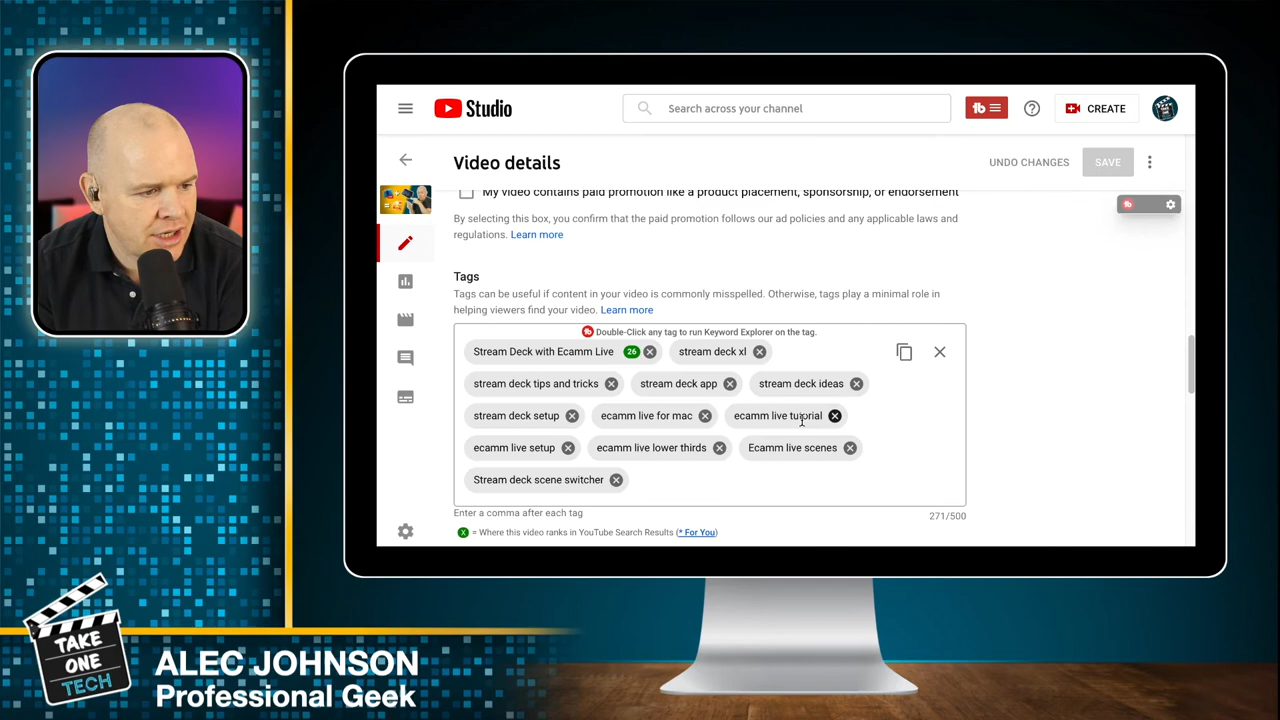 Studio
Search across your channel
tb
CREATE
Video details
UNDO CHANGES
SAVE
My video contains paid promotion like a product placement, sponsorship, or endorsement
By selecting this box, you confirm that the paid promotion follows our ad policies and any applicable laws and
regulations. Learn more
Tags
Tags can be useful if content in your video is commonly misspelled. Otherwise, tags play a minimal role in
helping viewers find your video. Learn more
Double-Click any tag to run Keyword Explorer on the tag.
Stream Deck with Ecamm Live 26 stream deck xl
stream deck tips and tricks stream deck app stream deck ideas
stream deck setup ecamm live for mac ecamm live tutorial
ecamm live setup ecamm live lower thirds Ecamm live scenes
Stream deck scene switcher
Enter a comma after each tag 271/500
X = Where this video ranks in YouTube Search Results (* For You)
TAKE
ONE
TECH
ALEC JOHNSON
Professional Geek